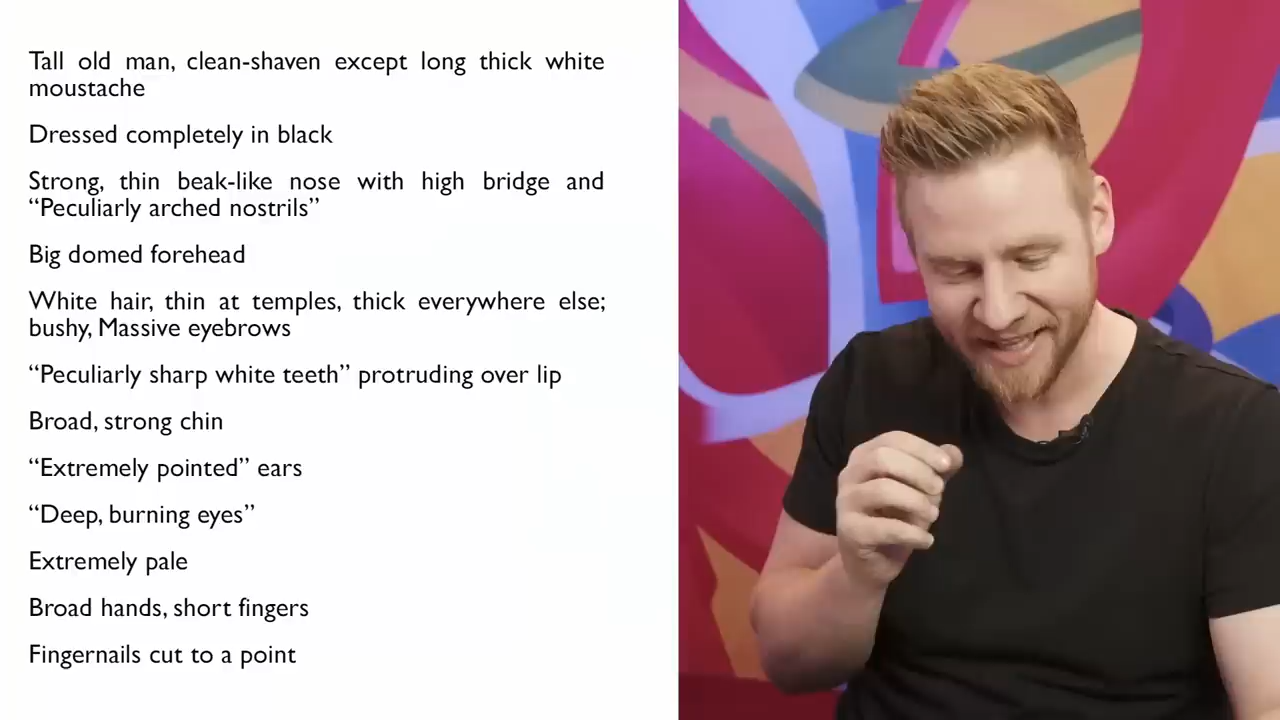 Tall old man, clean-shaven except long thick white
moustache
Dressed completely in black
Strong, thin beak-like nose with high bridge and
“Peculiarly arched nostrils”
Big domed forehead
White hair, thin at temples, thick everywhere else;
bushy, Massive eyebrows
“Peculiarly sharp white teeth” protruding over lip
Broad, strong chin
“Extremely pointed” ears
“Deep, burning eyes”
Extremely pale
Broad hands, short fingers
Fingernails cut to a point